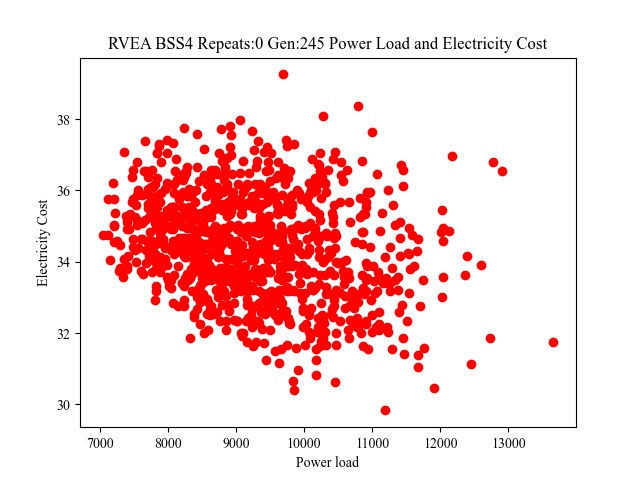 RVEA BSS4 Repeats:0 Gen:245 Power Load and Electricity Cost
Electricity Cost
38
36
34
32
30
7000 8000 9000 10000 11000 12000 13000
Power load